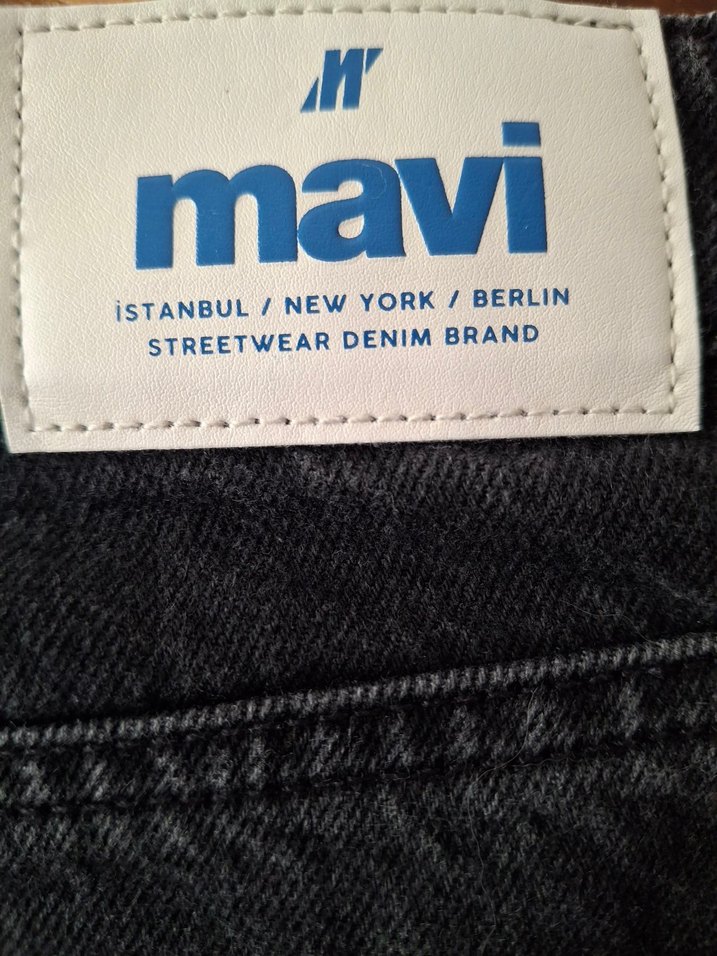 mavi
İSTANBUL / NEW YORK / BERLIN
STREETWEAR DENIM BRAND